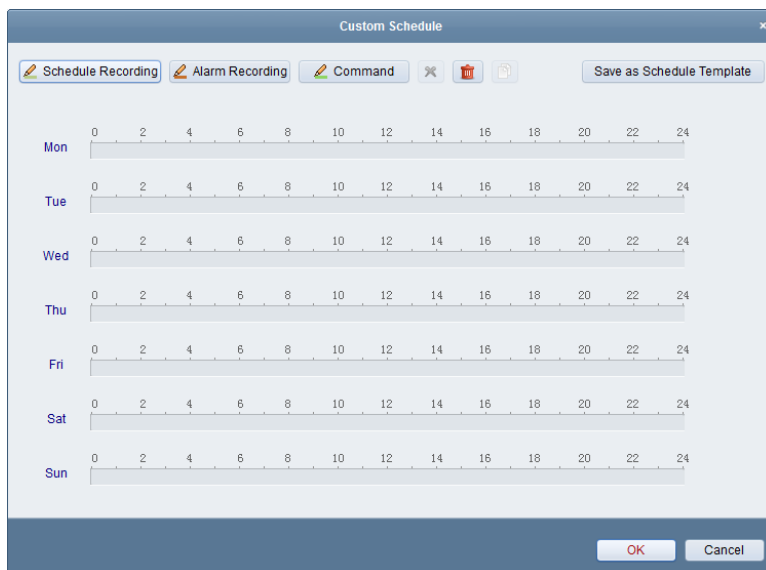 Custom Schedule ×
Schedule Recording Alarm Recording Command Save as Schedule Template
0 2 4 6 8 10 12 14 16 18 20 22 24
Mon
0 2 4 6 8 10 12 14 16 18 20 22 24
Tue
0 2 4 6 8 10 12 14 16 18 20 22 24
Wed
0 2 4 6 8 10 12 14 16 18 20 22 24
Thu
0 2 4 6 8 10 12 14 16 18 20 22 24
Fri
0 2 4 6 8 10 12 14 16 18 20 22 24
Sat
0 2 4 6 8 10 12 14 16 18 20 22 24
Sun
OK Cancel